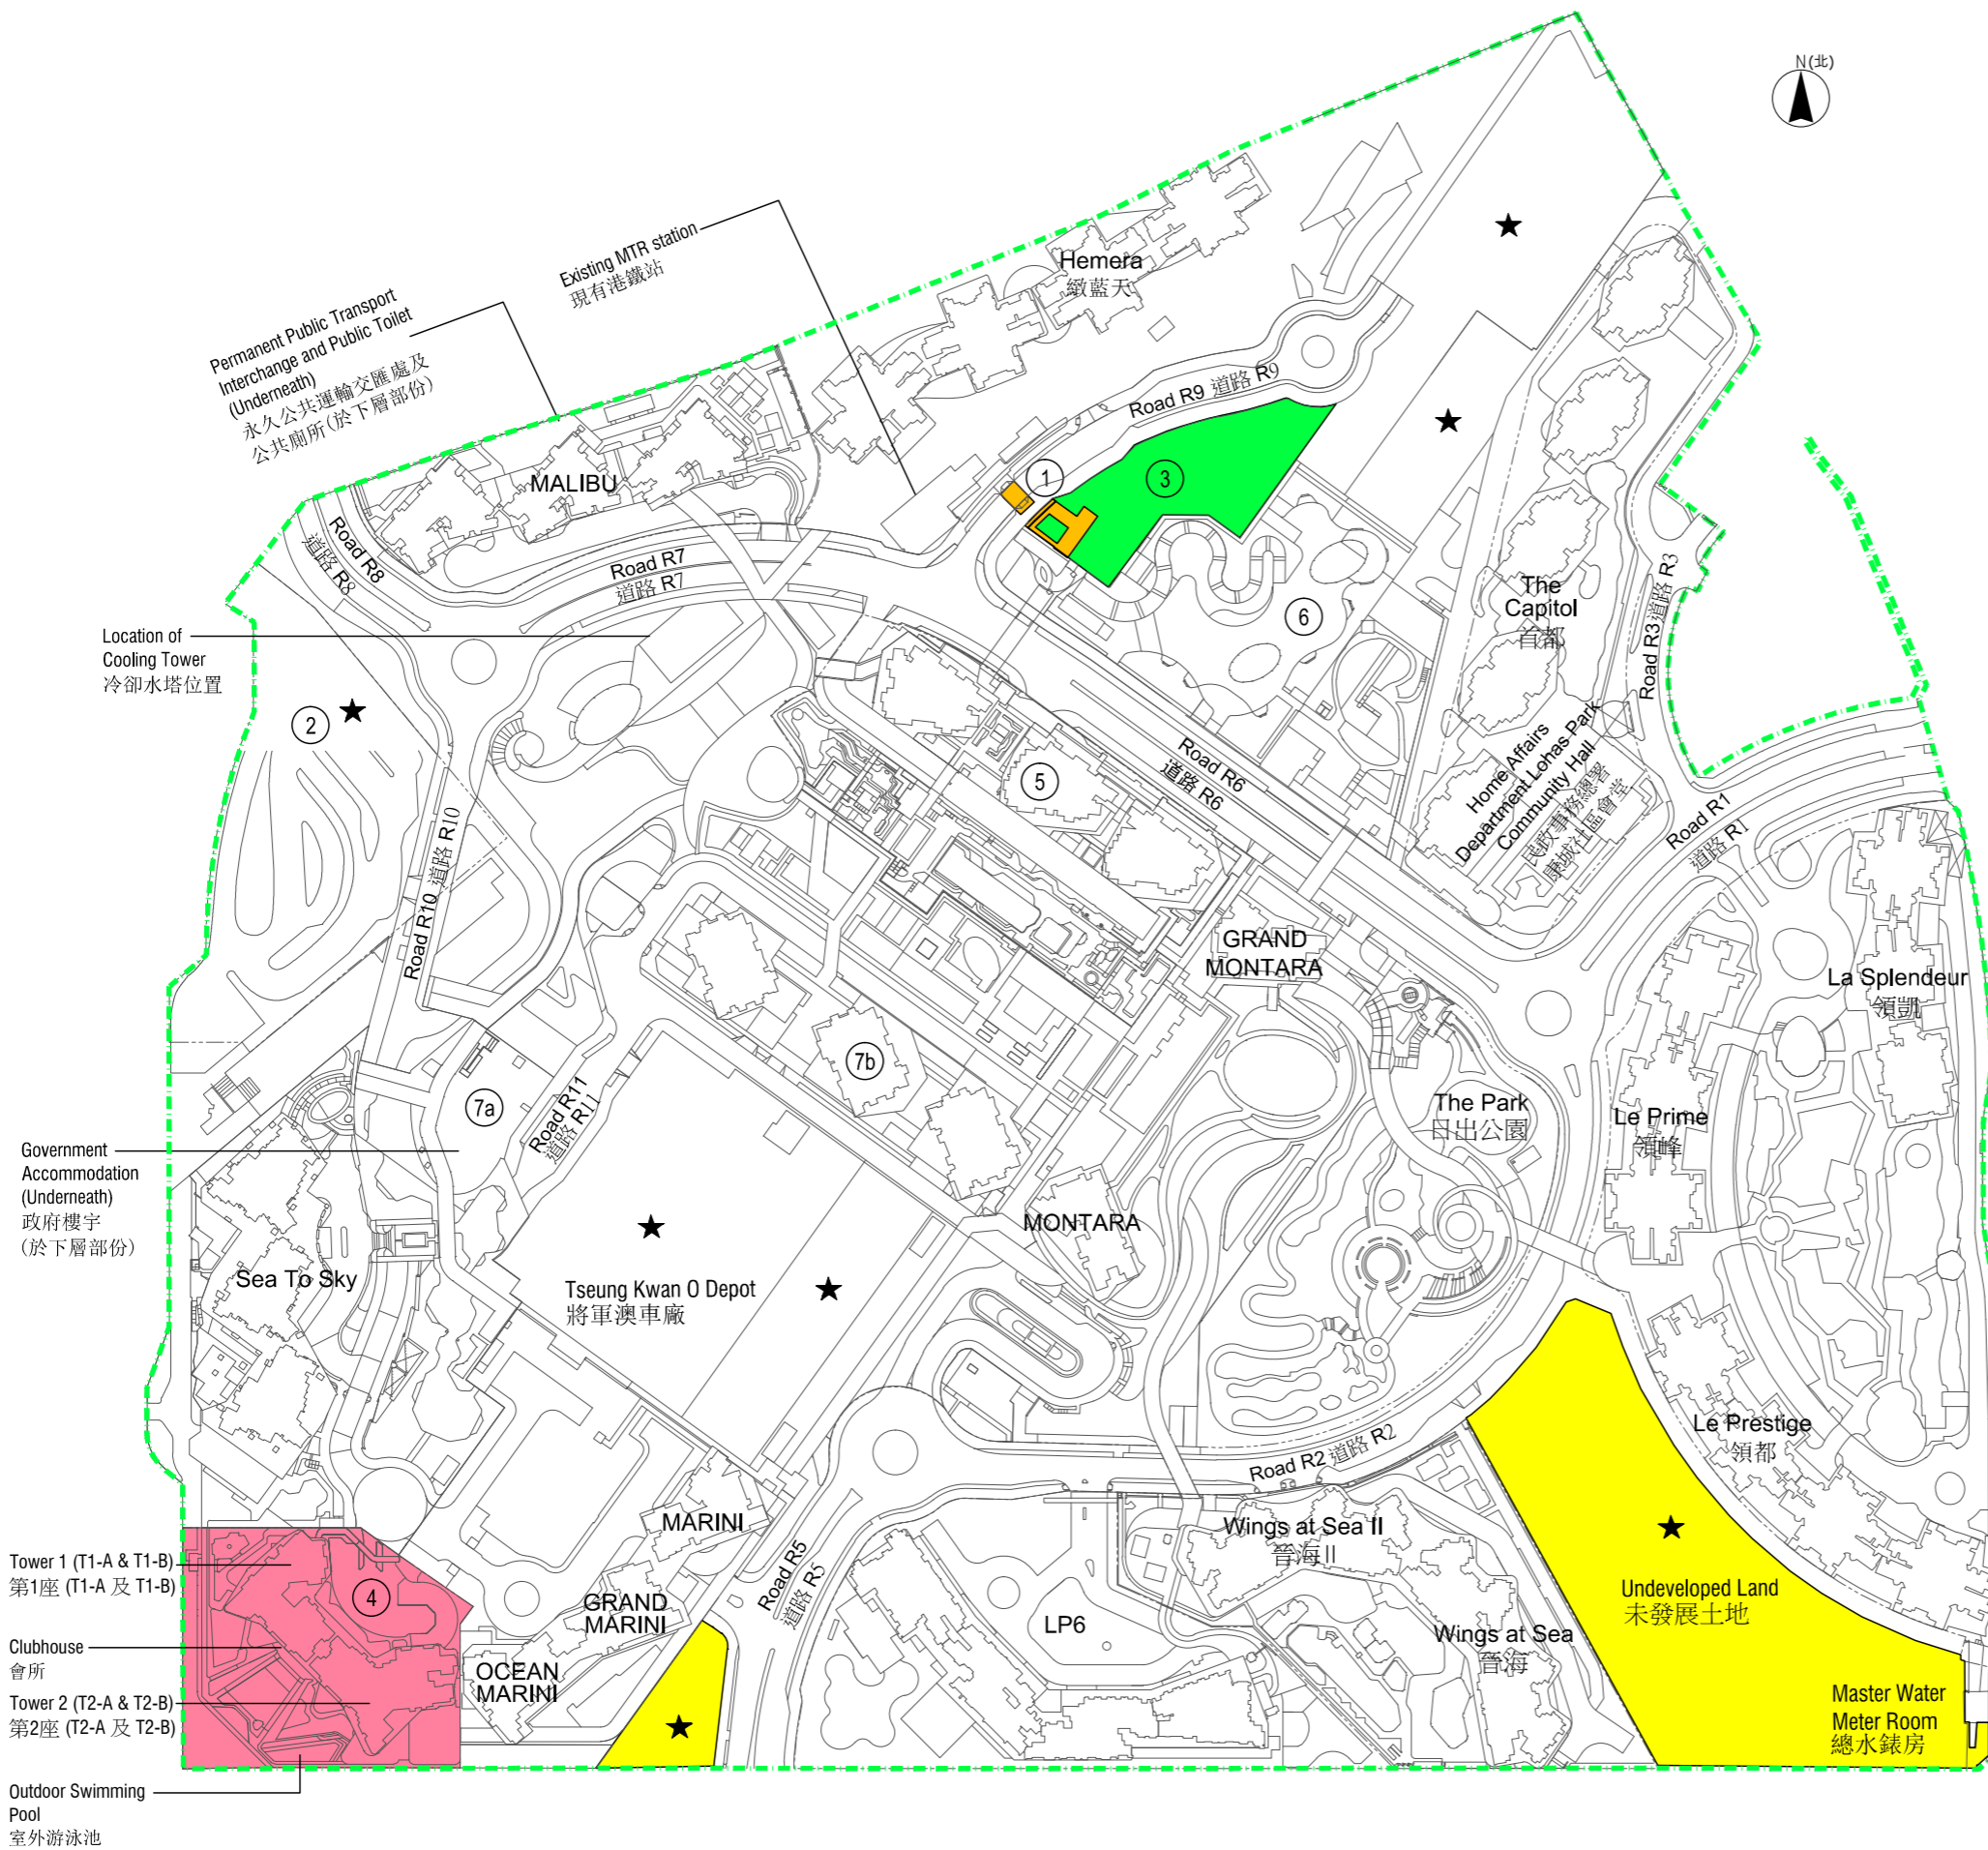 N(北)
Existing MTR station
現有港鐵站
Permanent Public Transport
Interchange and Public Toilet
(Underneath)
永久公共運輸交匯處及
公共廁所(於下層部份)
Hemera
緻藍天
Road R9 道路 R9
MALIBU
1
3
Road R8
道路 R8
Road R7
道路 R7
The
Capitol
首都
Road R3 道路 R3
6
Location of
Cooling Tower
冷卻水塔位置
2
Road R6
道路 R6
5
Home Affairs
Department Lohas Park
Community Hall
民政事務總署
康城社區會堂
Road R1
道路 R1
Road R10 道路 R10
GRAND
MONTARA
La Splendeur
領凱
7b
7a
Road R11
道路 R11
The Park
日出公園
Le Prime
領峰
Government
Accommodation
(Underneath)
政府樓宇
(於下層部份)
MONTARA
Sea To Sky
Tseung Kwan O Depot
將軍澳車廠
Le Prestige
領都
Road R2 道路 R2
MARINI
Wings at Sea II
晉海II
Tower 1 (T1-A & T1-B)
第1座 (T1-A 及 T1-B)
4
Road R5
道路 R5
GRAND
MARINI
LP6
Undeveloped Land
未發展土地
Wings at Sea
晉海
Clubhouse
會所
OCEAN
MARINI
Tower 2 (T2-A & T2-B)
第2座 (T2-A 及 T2-B)
Master Water
Meter Room
總水錶房
Outdoor Swimming
Pool
室外游泳池